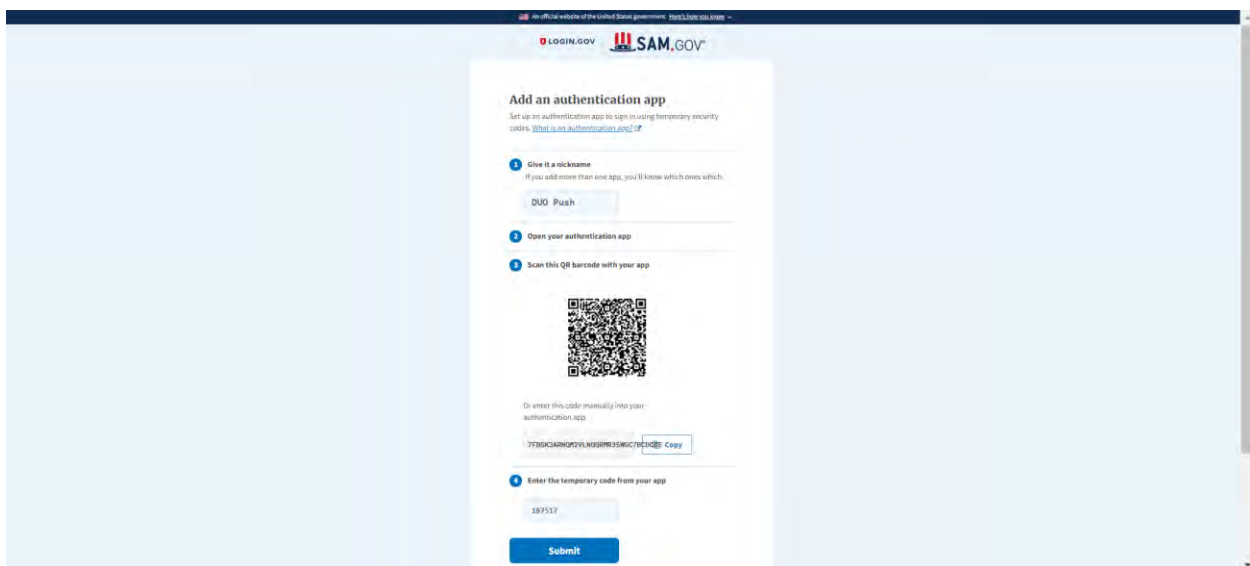 An official website of the United States government Here's how you know
LOGIN.GOV SAM.GOV®
Add an authentication app
Set up an authentication app to sign in using temporary security
codes. What is an authentication app?
1 Give it a nickname
If you add more than one app, you'll know which ones which.
DUO Push
2 Open your authentication app
3 Scan this QR barcode with your app
Or enter this code manually into your
authentication app
Copy
4 Enter the temporary code from your app
187517
Submit